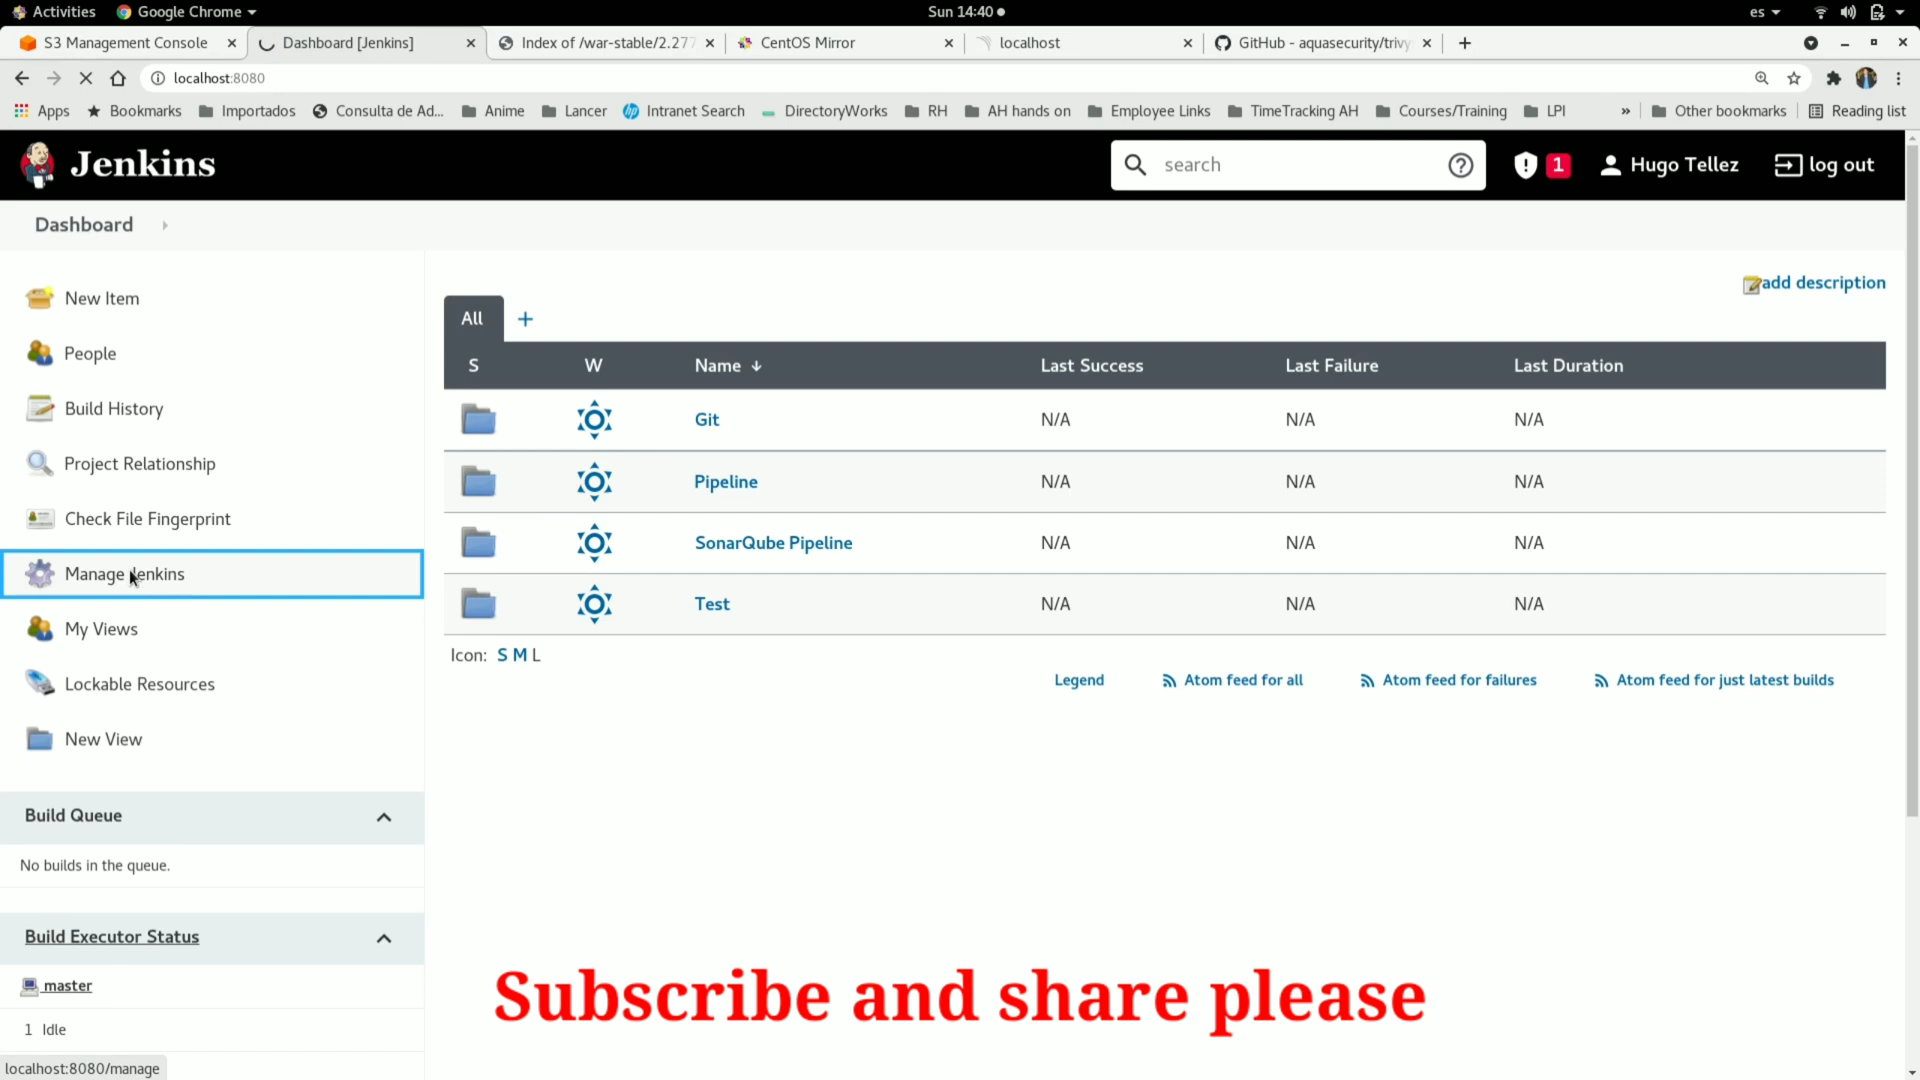 Activities
Google Chrome
Sun 14:40
es
S3 Management Console
Dashboard [Jenkins]
Index of /war-stable/2.277
CentOS Mirror
localhost
GitHub - aquasecurity/trivy
localhost:8080
Apps
Bookmarks
Importados
Consulta de Ad...
Anime
Lancer
Intranet Search
DirectoryWorks
RH
AH hands on
Employee Links
TimeTracking AH
Courses/Training
LPI
»
Other bookmarks
Reading list
Jenkins
search
1
Hugo Tellez
log out
Dashboard
New Item
People
Build History
Project Relationship
Check File Fingerprint
Manage Jenkins
My Views
Lockable Resources
New View
Build Queue
No builds in the queue.
Build Executor Status
master
1 Idle
localhost:8080/manage
add description
All +
S W Name ↓ Last Success Last Failure Last Duration
Git N/A N/A N/A
Pipeline N/A N/A N/A
SonarQube Pipeline N/A N/A N/A
Test N/A N/A N/A
Icon: S M L
Legend
Atom feed for all
Atom feed for failures
Atom feed for just latest builds
Subscribe and share please